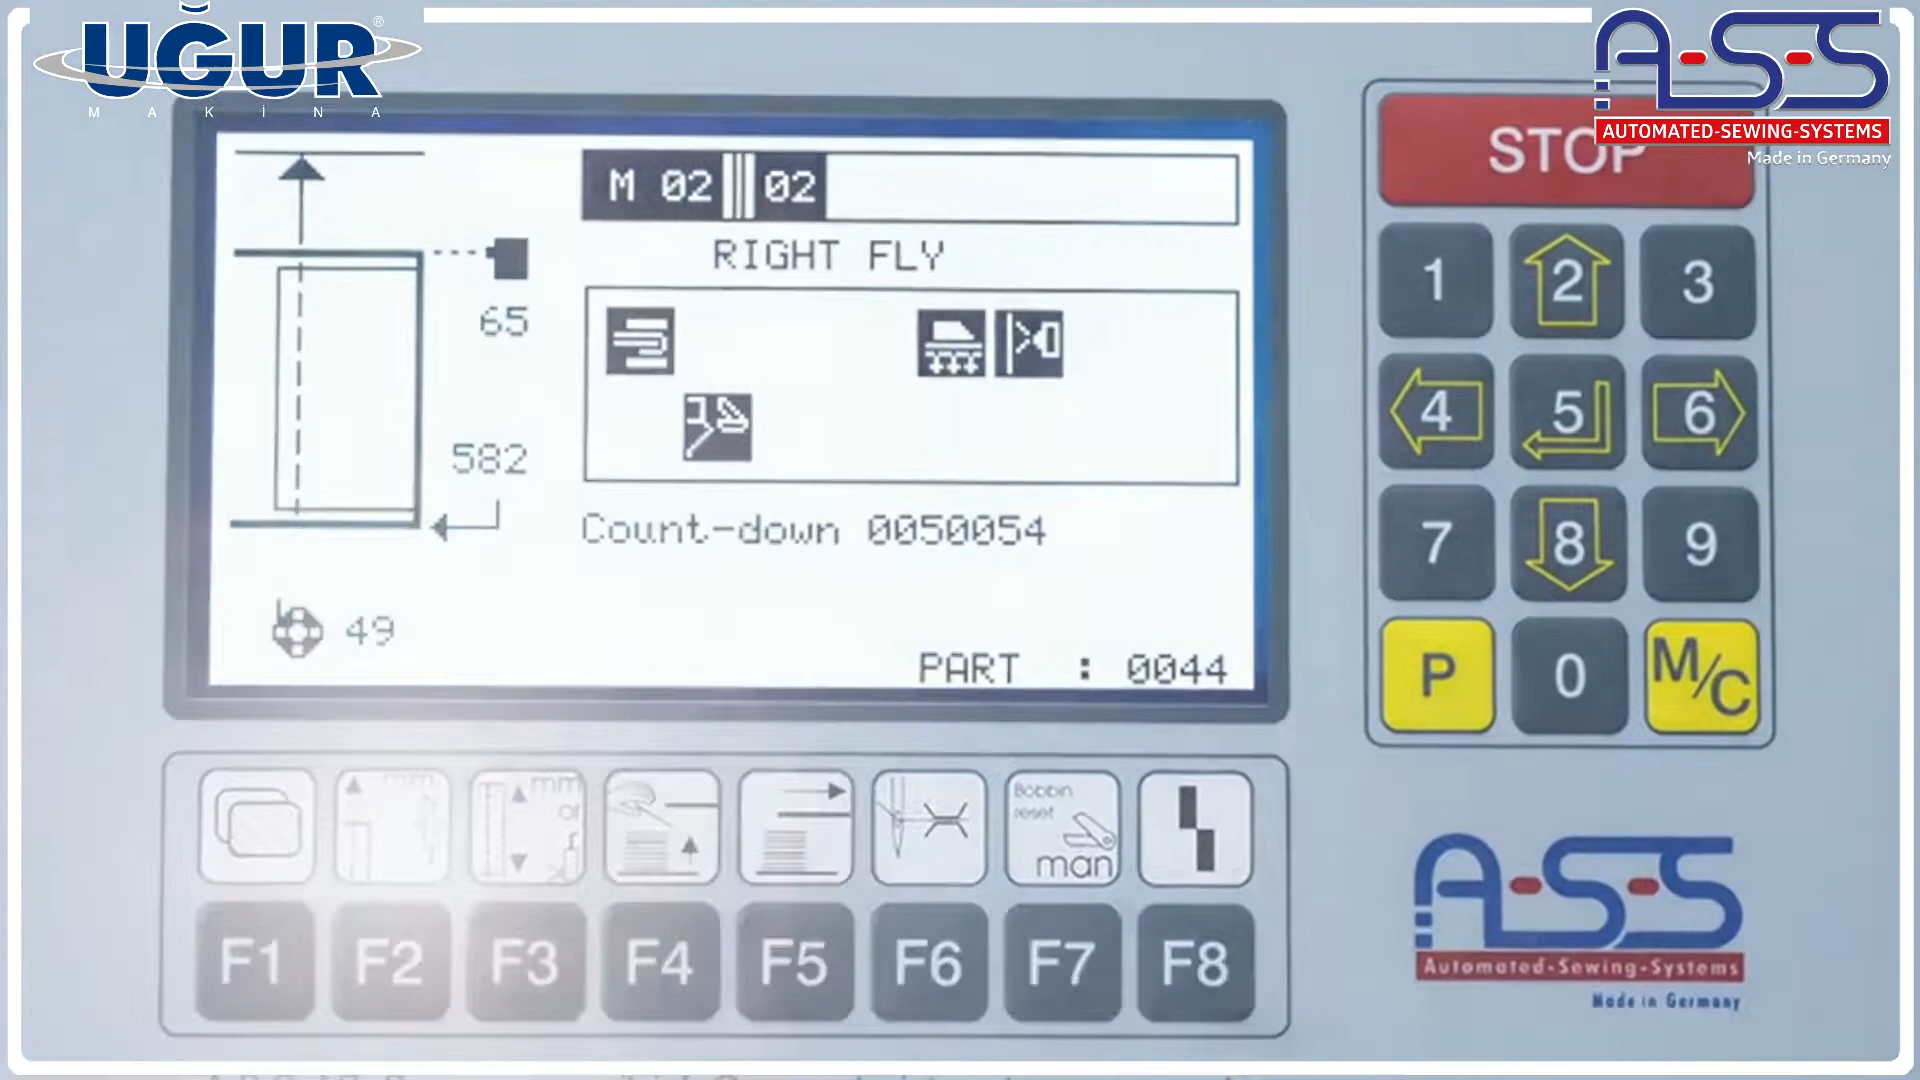 UĞUR®
MAKİNA
A-S-S
AUTOMATED-SEWING-SYSTEMS
Made in Germany
M 02 02
RIGHT FLY
65
582
Count-down 0050054
49
PART : 0044
STOP
1 2 3
4 5 6
7 8 9
P 0 M/C
mm
mm
Bobbin
reset
man
F1 F2 F3 F4 F5 F6 F7 F8
A-S-S
Automated-Sewing-Systems
Made in Germany